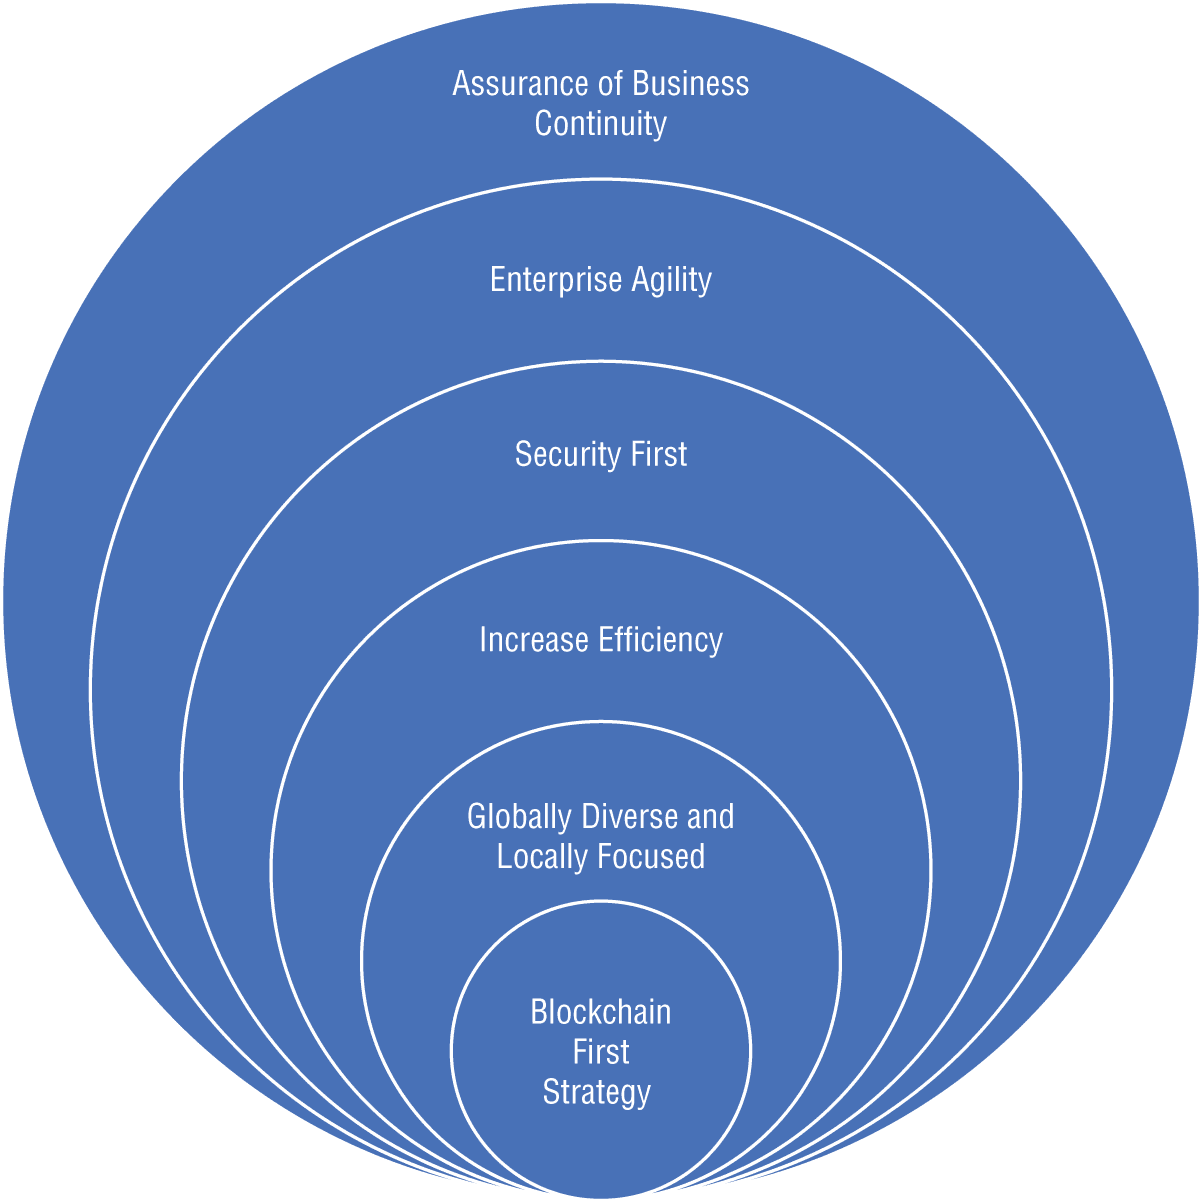 Assurance of Business
Continuity
Enterprise Agility
Security First
Increase Efficiency
Globally Diverse and
Locally Focused
Blockchain
First
Strategy